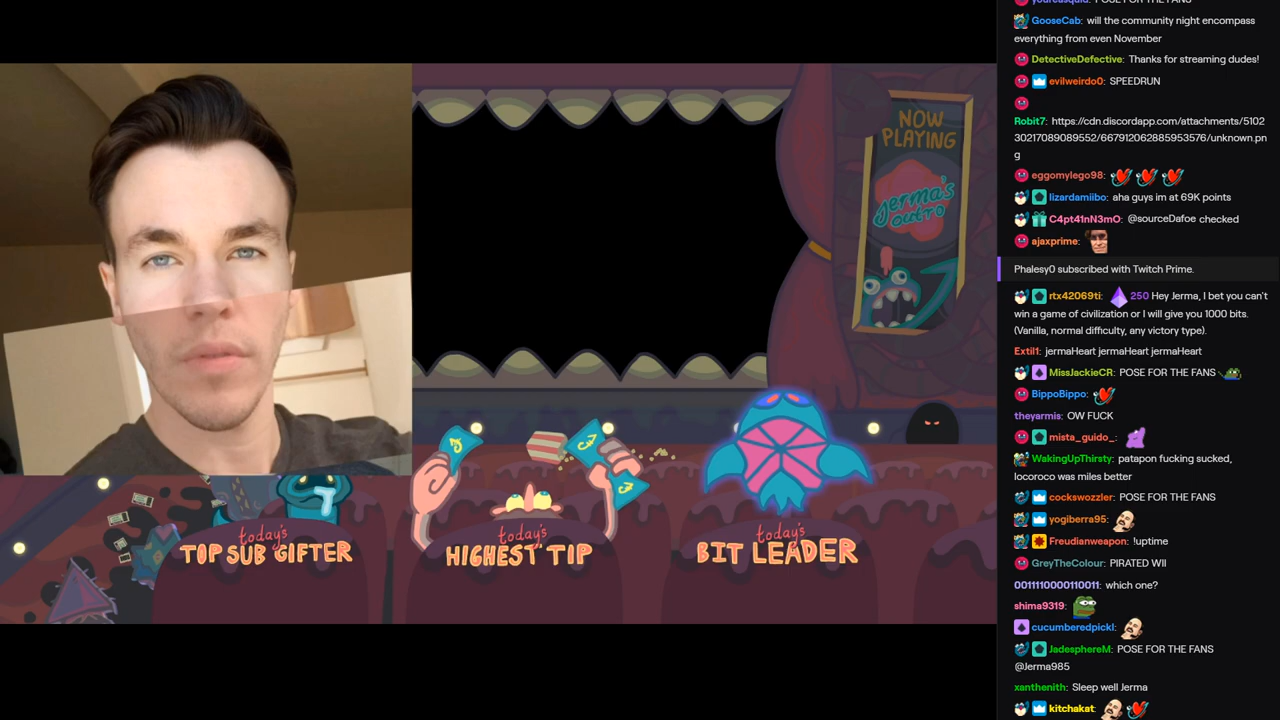 NOW
PLAYING
Jerma's
outro
today's
TOP SUB GIFTER
today's
HIGHEST TIP
today's
BIT LEADER
GooseCab: will the community night encompass
everything from even November
DetectiveDefective: Thanks for streaming dudes!
evilweirdo0: SPEEDRUN
Robit7: https://cdn.discordapp.com/attachments/5102
30217089089552/667912062885953576/unknown.pn
g
eggomylego98:
lizardamiibo: aha guys im at 69K points
C4pt41nN3mO: @sourceDafoe checked
ajaxprime:
Phalesy0 subscribed with Twitch Prime.
rtx42069ti: 250 Hey Jerma, I bet you can't
win a game of civilization or I will give you 1000 bits.
(Vanilla, normal difficulty, any victory type).
Extil1: jermaHeart jermaHeart jermaHeart
MissJackieCR: POSE FOR THE FANS
BippoBippo:
theyarmis: OW FUCK
mista_guido_:
WakingUpThirsty: patapon fucking sucked,
locoroco was miles better
cockswozzler: POSE FOR THE FANS
yogiberra95:
Freudianweapon: !uptime
GreyTheColour: PIRATED WII
0011110000110011: which one?
shima9319:
cucumberedpickl:
JadesphereM: POSE FOR THE FANS
@Jerma985
xanthenith: Sleep well Jerma
kitchakat: